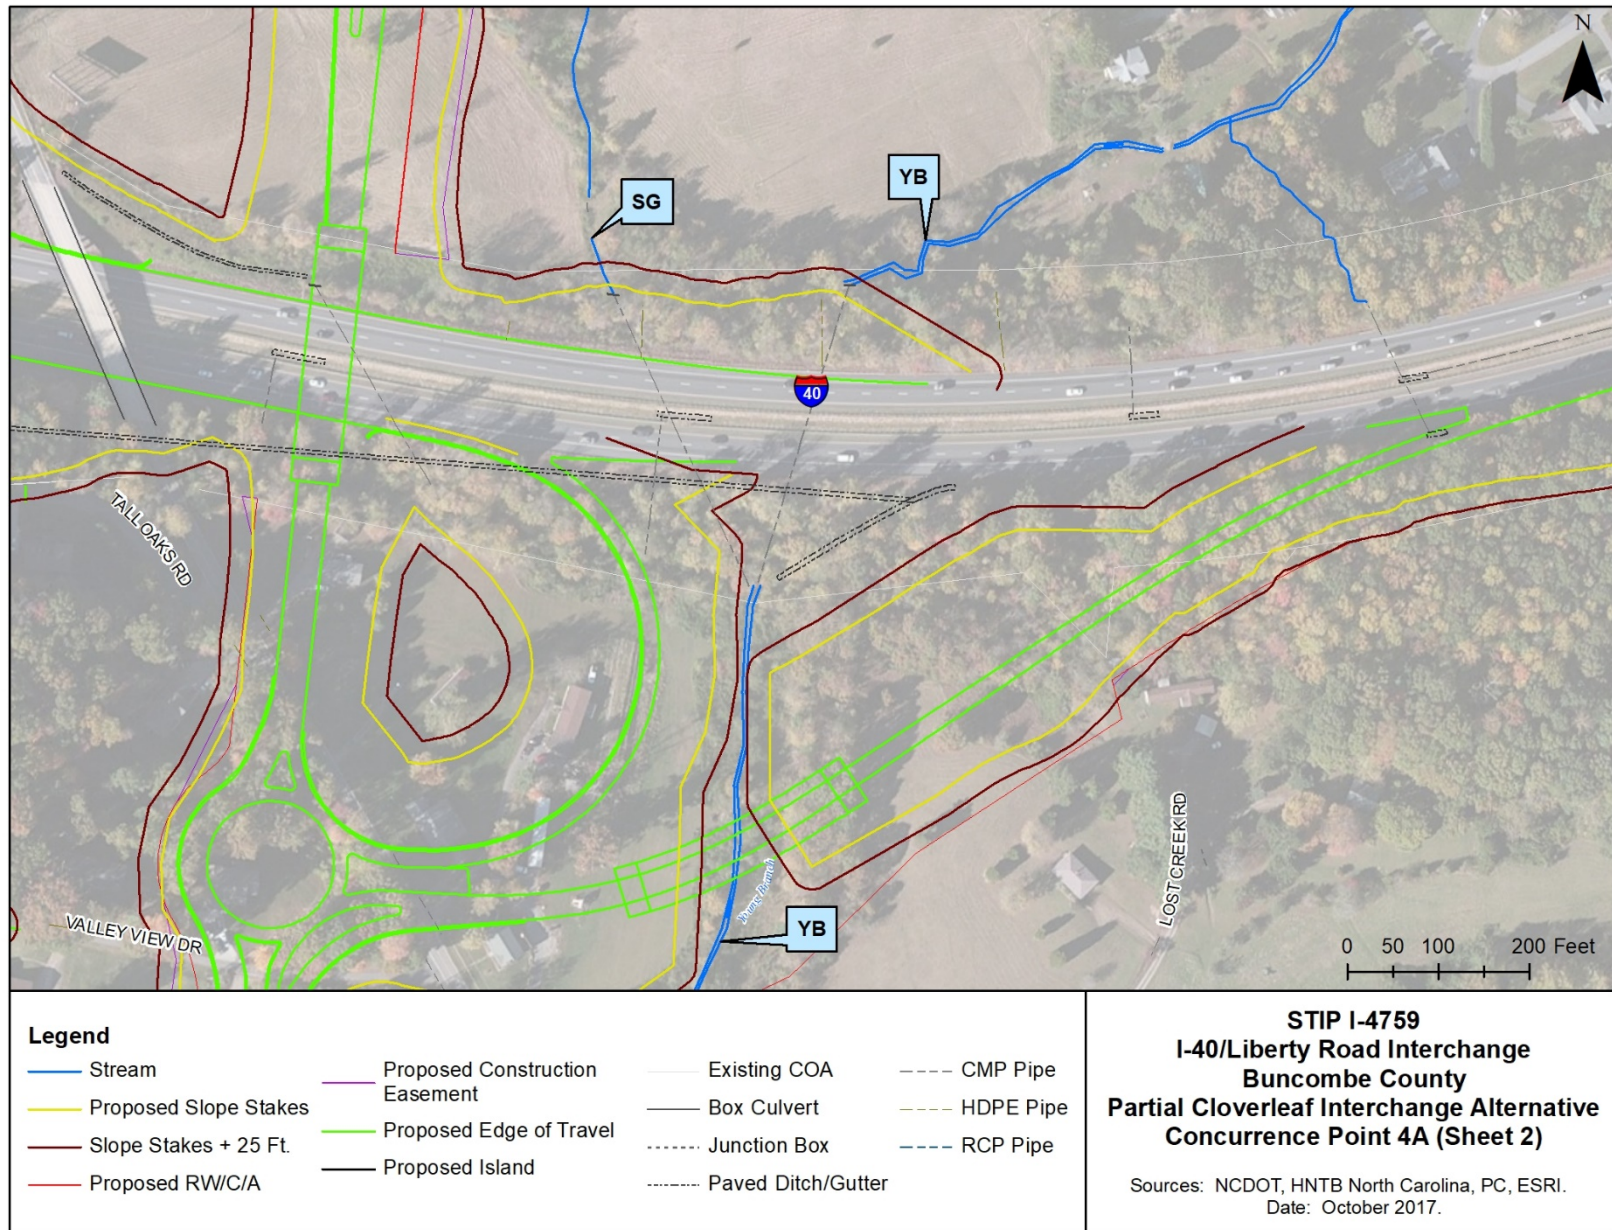 N
SG
YB
40
TALL OAKS RD
Young Branch
YB
LOST CREEK RD
VALLEY VIEW DR
0 50 100 200 Feet
Legend
Stream
Proposed Slope Stakes
Slope Stakes + 25 Ft.
Proposed RW/C/A
Proposed Construction
Easement
Proposed Edge of Travel
Proposed Island
Existing COA
Box Culvert
Junction Box
Paved Ditch/Gutter
CMP Pipe
HDPE Pipe
RCP Pipe
STIP I-4759
I-40/Liberty Road Interchange
Buncombe County
Partial Cloverleaf Interchange Alternative
Concurrence Point 4A (Sheet 2)
Sources: NCDOT, HNTB North Carolina, PC, ESRI.
Date: October 2017.